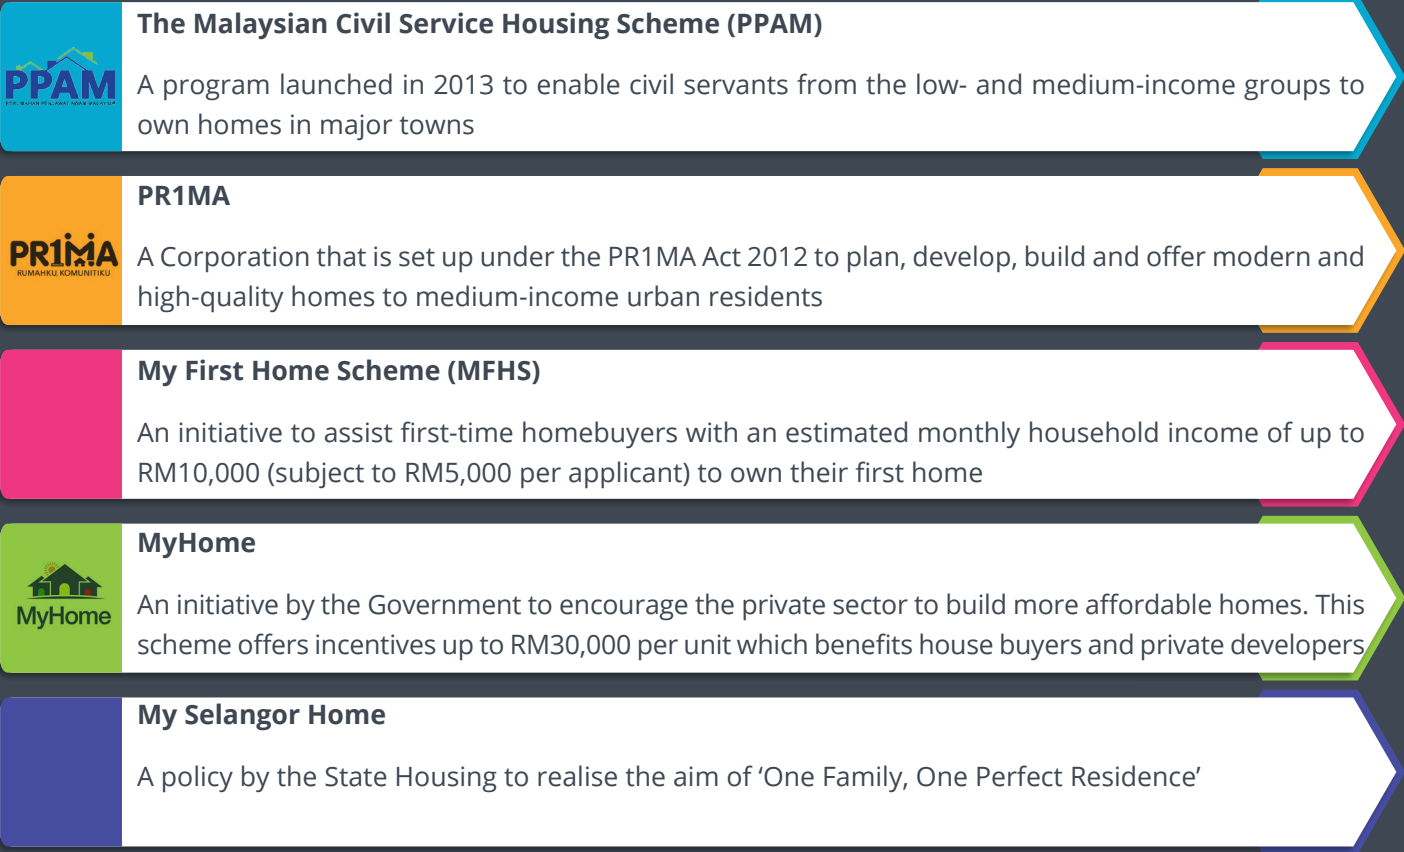 The Malaysian Civil Service Housing Scheme (PPAM)
PPAM
PERUMAHAN PENJAWAT AWAM MALAYSIA
A program launched in 2013 to enable civil servants from the low- and medium-income groups to
own homes in major towns
PR1MA
PR1MA
RUMAHKU. KOMUNITIKU
A Corporation that is set up under the PR1MA Act 2012 to plan, develop, build and offer modern and
high-quality homes to medium-income urban residents
My First Home Scheme (MFHS)
An initiative to assist first-time homebuyers with an estimated monthly household income of up to
RM10,000 (subject to RM5,000 per applicant) to own their first home
MyHome
MyHome
An initiative by the Government to encourage the private sector to build more affordable homes. This
scheme offers incentives up to RM30,000 per unit which benefits house buyers and private developers
My Selangor Home
A policy by the State Housing to realise the aim of ‘One Family, One Perfect Residence’